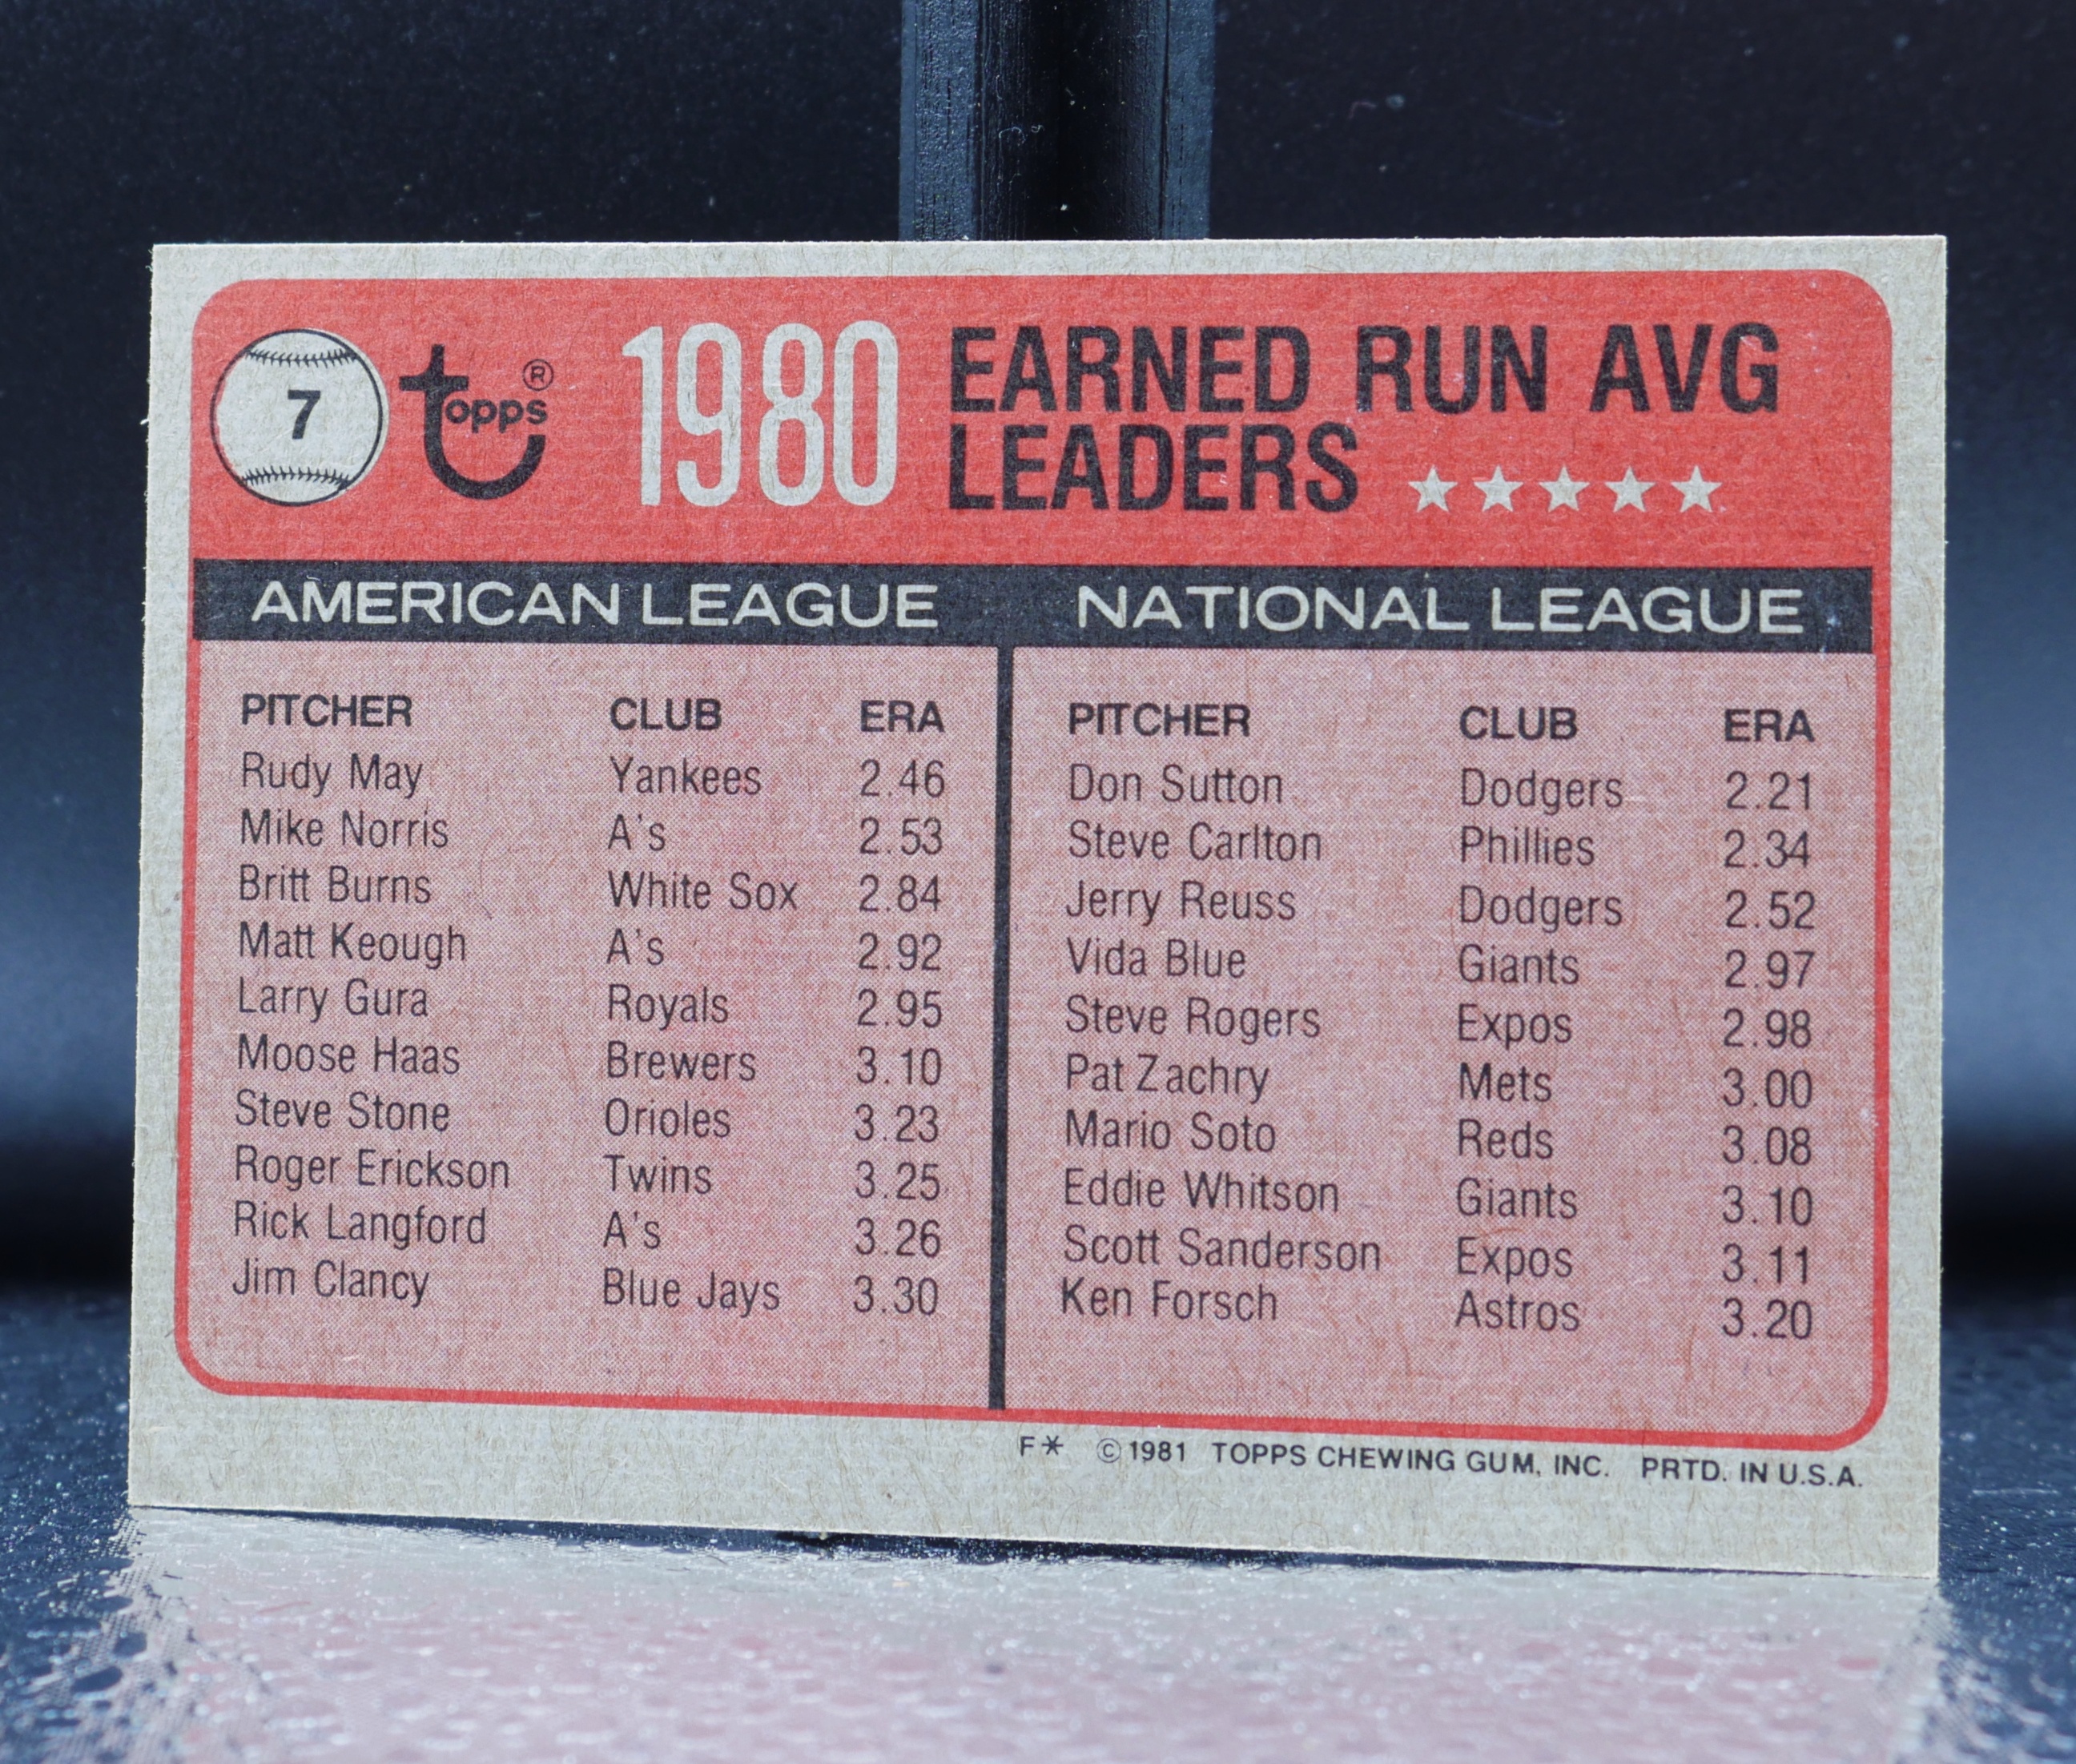 7 topps ® 1980 EARNED RUN AVG
LEADERS
AMERICAN LEAGUE
PITCHER CLUB ERA
Rudy May Yankees 2.46
Mike Norris A's 2.53
Britt Burns White Sox 2.84
Matt Keough A's 2.92
Larry Gura Royals 2.95
Moose Haas Brewers 3.10
Steve Stone Orioles 3.23
Roger Erickson Twins 3.25
Rick Langford A's 3.26
Jim Clancy Blue Jays 3.30
NATIONAL LEAGUE
PITCHER CLUB ERA
Don Sutton Dodgers 2.21
Steve Carlton Phillies 2.34
Jerry Reuss Dodgers 2.52
Vida Blue Giants 2.97
Steve Rogers Expos 2.98
Pat Zachry Mets 3.00
Mario Soto Reds 3.08
Eddie Whitson Giants 3.10
Scott Sanderson Expos 3.11
Ken Forsch Astros 3.20
F* © 1981 TOPPS CHEWING GUM, INC. PRTD. IN U.S.A.